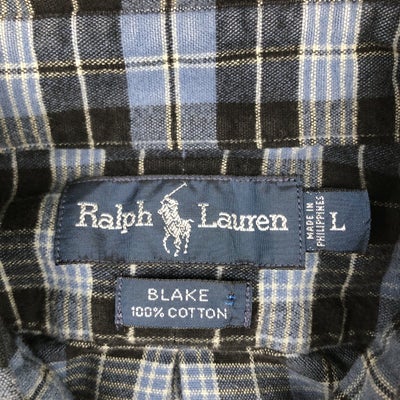 Ralph Lauren
MADE IN
PHILIPPINES
L
BLAKE
100% COTTON